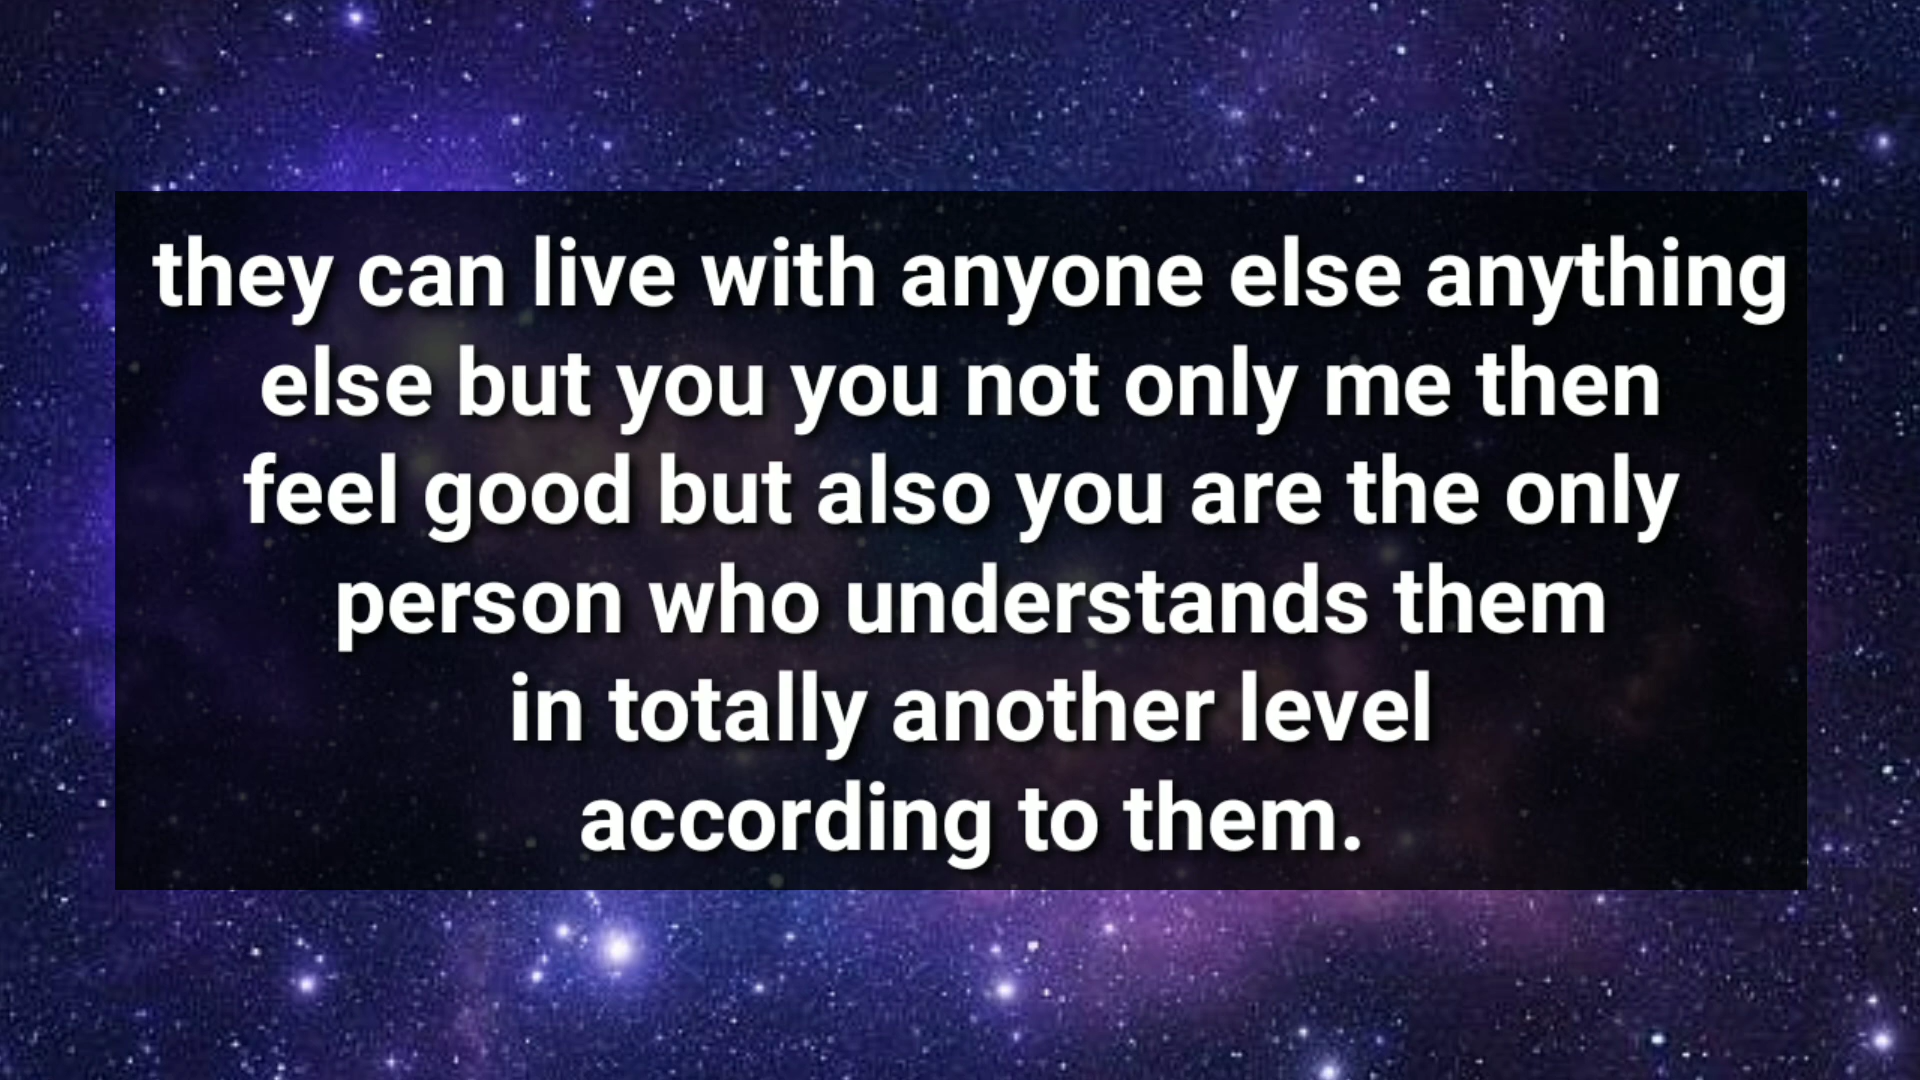 they can live with anyone else anything
else but you you not only me then
feel good but also you are the only
person who understands them
in totally another level
according to them.